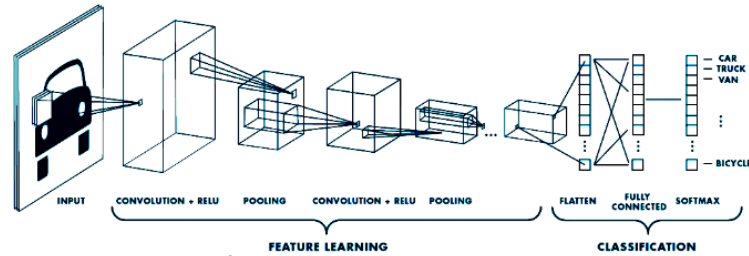 CAR
TRUCK
VAN
BICYCLE
INPUT CONVOLUTION + RELU POOLING CONVOLUTION + RELU POOLING FLATTEN FULLY CONNECTED SOFTMAX
FEATURE LEARNING CLASSIFICATION